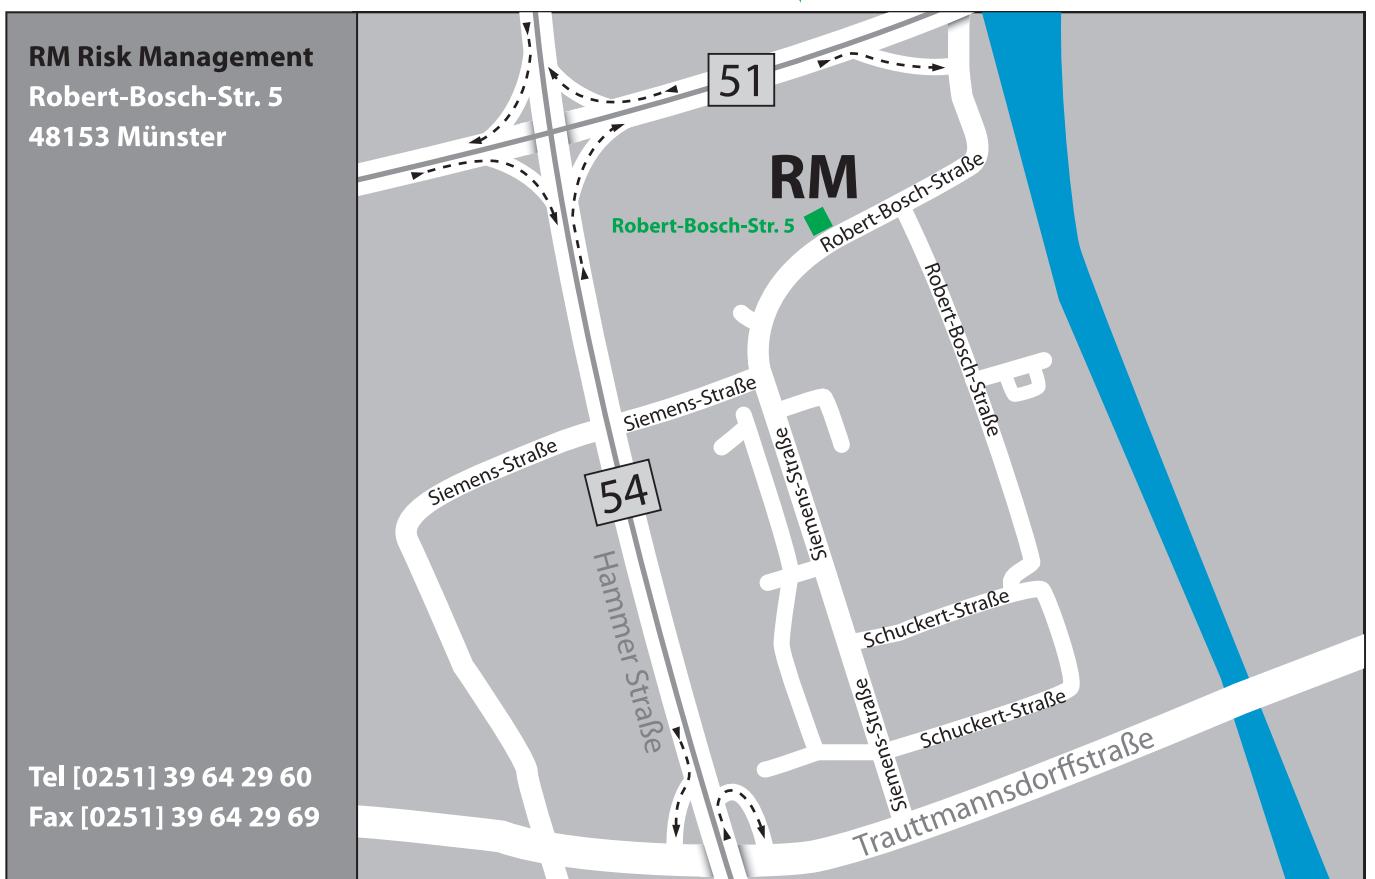 RM Risk Management
Robert-Bosch-Str. 5
48153 Münster
Tel [0251] 39 64 29 60
Fax [0251] 39 64 29 69
51
RM
Robert-Bosch-Str. 5
Robert-Bosch-Straße
Robert-Bosch-Straße
Siemens-Straße
Siemens-Straße
Siemens-Straße
54
Hammer Straße
Schuckert-Straße
Siemens-Straße
Schuckert-Straße
Trauttmannsdorffstraße